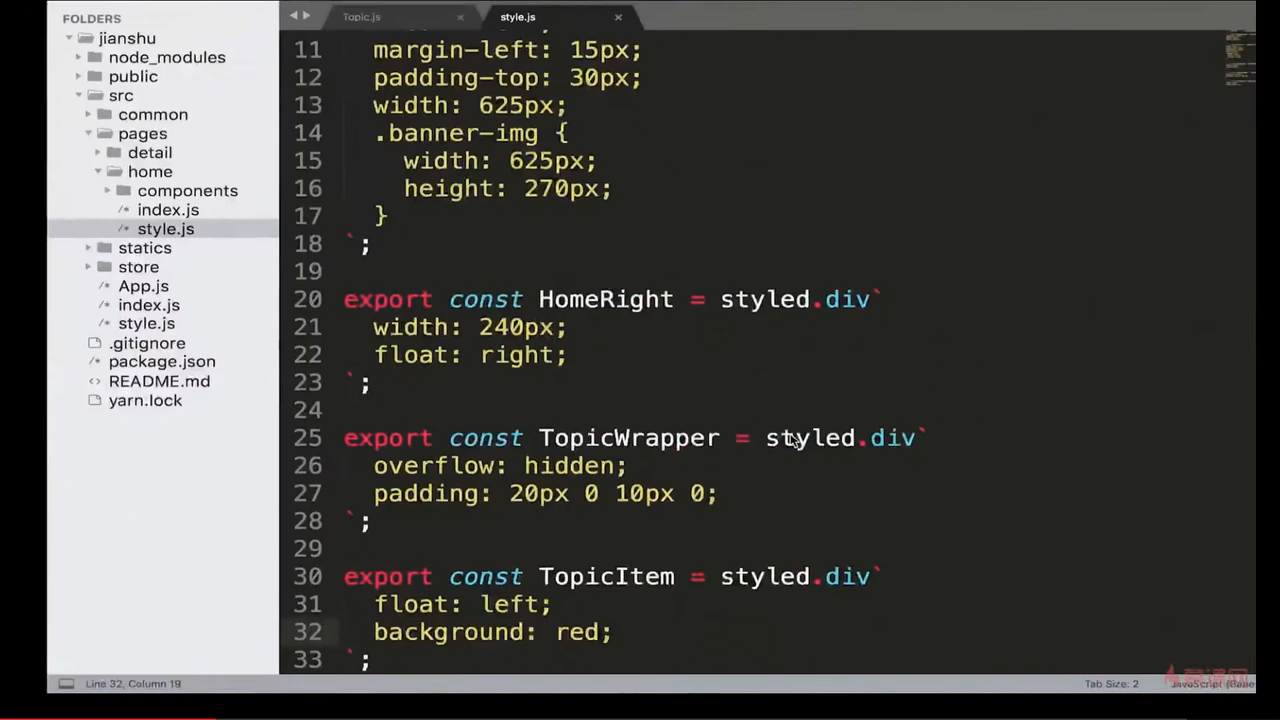 FOLDERS
jianshu
node_modules
public
src
common
pages
detail
home
components
index.js
style.js
statics
store
App.js
index.js
style.js
.gitignore
package.json
README.md
yarn.lock
Topic.js
style.js
11 margin-left: 15px;
12 padding-top: 30px;
13 width: 625px;
14 .banner-img {
15 width: 625px;
16 height: 270px;
17 }
18 `;
19
20 export const HomeRight = styled.div`
21 width: 240px;
22 float: right;
23 `;
24
25 export const TopicWrapper = styled.div`
26 overflow: hidden;
27 padding: 20px 0 10px 0;
28 `;
29
30 export const TopicItem = styled.div`
31 float: left;
32 background: red;
33 `;
Line 32, Column 19
Tab Size: 2
JavaScript (Babe